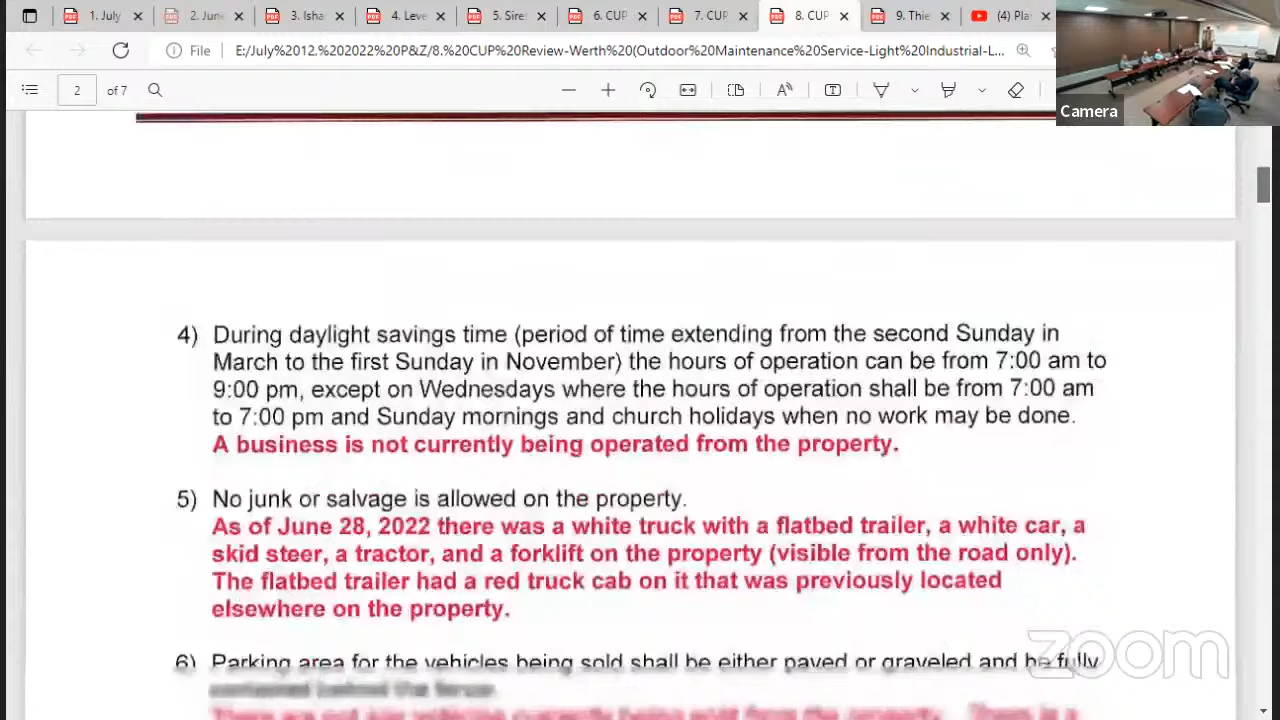 1. July
2. June
3. Isha
4. Leve
5. Sire
6. CUP
7. CUP
8. CUP
9. Thie
(4) Pla
File
E:/July%2012.%202022%20P&Z/8.%20CUP%20Review-Werth%20(Outdoor%20Maintenance%20Service-Light%20Industrial-L...
2 of 7
Camera
4) During daylight savings time (period of time extending from the second Sunday in
March to the first Sunday in November) the hours of operation can be from 7:00 am to
9:00 pm, except on Wednesdays where the hours of operation shall be from 7:00 am
to 7:00 pm and Sunday mornings and church holidays when no work may be done.
A business is not currently being operated from the property.
5) No junk or salvage is allowed on the property.
As of June 28, 2022 there was a white truck with a flatbed trailer, a white car, a
skid steer, a tractor, and a forklift on the property (visible from the road only).
The flatbed trailer had a red truck cab on it that was previously located
elsewhere on the property.
6) Parking area for the vehicles being sold shall be either paved or graveled and be fully
contained behind the fence.
zoom